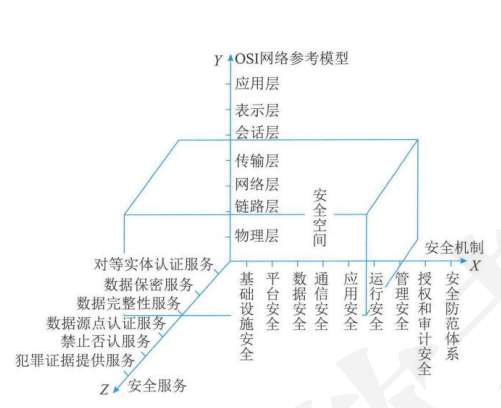 Y
OSI网络参考模型
应用层
表示层
会话层
传输层
网络层
链路层
物理层
安全空间
安全机制
X
基础设施安全
平台安全
数据安全
通信安全
应用安全
运行安全
管理安全
授权和审计安全
安全防范体系
对等实体认证服务
数据保密服务
数据完整性服务
数据源点认证服务
禁止否认服务
犯罪证据提供服务
Z
安全服务